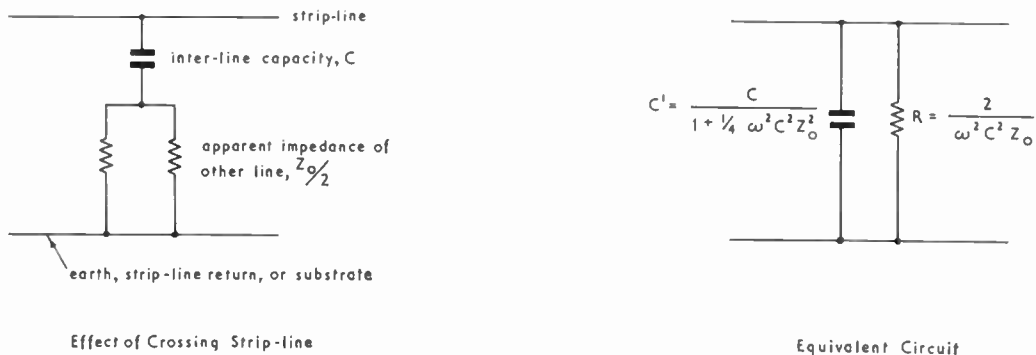 strip-line
inter-line capacity, C
apparent impedance of
other line, Z₀/2
earth, strip-line return, or substrate
Effect of Crossing Strip-line
C' = C / 1 + ¼ ω²C²Z₀²
R = 2 / ω²C²Z₀
Equivalent Circuit